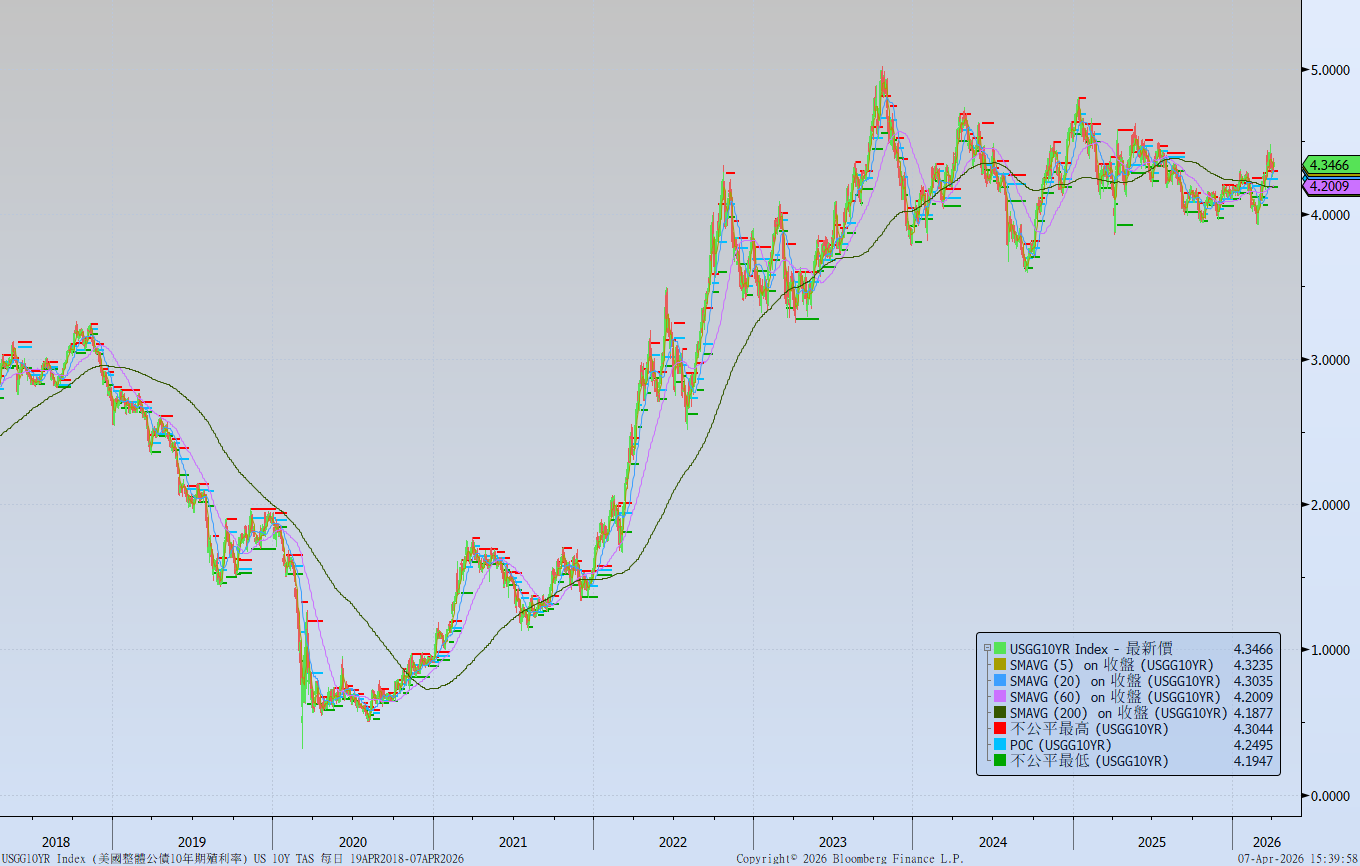 5.0000
4.3466
4.2009
4.0000
3.0000
2.0000
1.0000
0.0000
USGG10YR Index - 最新價 4.3466
SMAVG (5) on 收盤 (USGG10YR) 4.3235
SMAVG (20) on 收盤 (USGG10YR) 4.3035
SMAVG (60) on 收盤 (USGG10YR) 4.2009
SMAVG (200) on 收盤 (USGG10YR) 4.1877
不公平最高 (USGG10YR) 4.3044
POC (USGG10YR) 4.2495
不公平最低 (USGG10YR) 4.1947
2018 2019 2020 2021 2022 2023 2024 2025 2026
USGG10YR Index (美國整體公債10年期殖利率) US 10Y TAS 每日 19APR2018-07APR2026 Copyright© 2026 Bloomberg Finance L.P. 07-Apr-2026 15:39:58